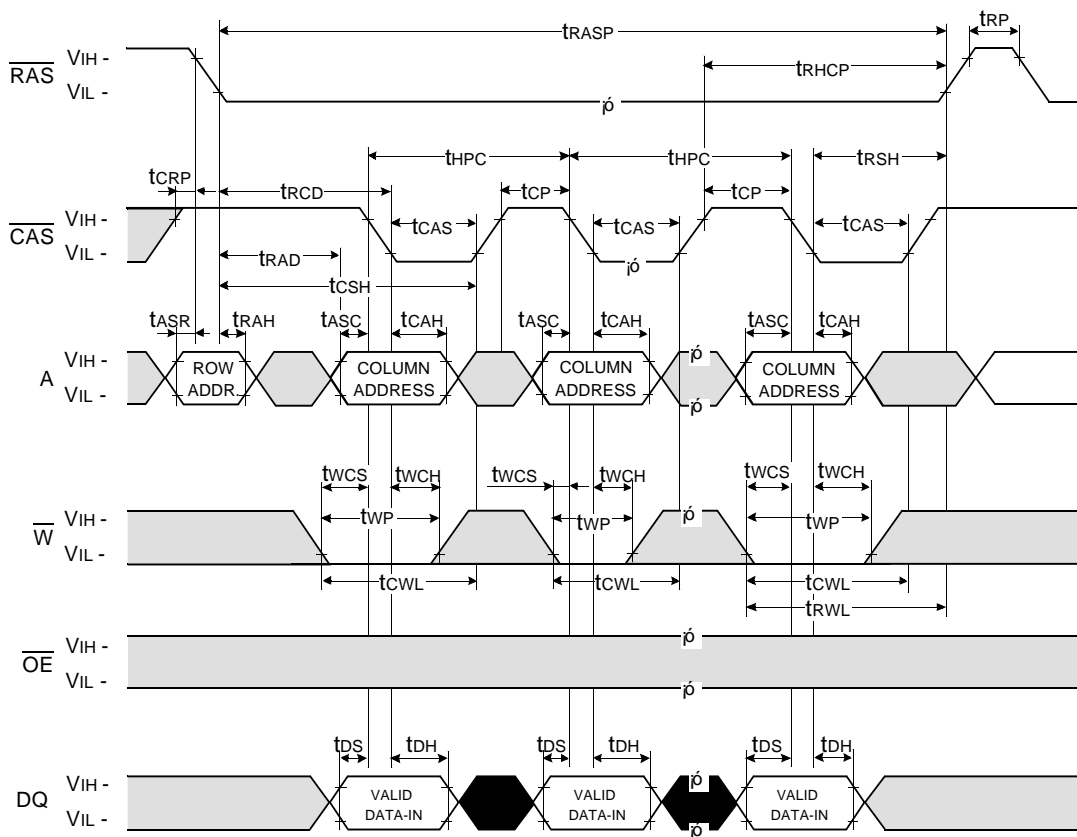 tRASP
tRP
RAS
VIH -
VIL -
tRHCP
¡ó
tHPC
tHPC
tRSH
tCRP
tRCD
tCP
tCP
CAS
VIH -
VIL -
tCAS
tCAS
tCAS
¡ó
tRAD
tCSH
tASR
tRAH
tASC
tCAH
tASC
tCAH
tASC
tCAH
A
VIH -
VIL -
ROW
ADDR.
COLUMN
ADDRESS
COLUMN
ADDRESS
¡ó
¡ó
COLUMN
ADDRESS
tWCS
tWCH
tWCS
tWCH
tWCS
tWCH
W
VIH -
VIL -
tWP
tWP
¡ó
tWP
tCWL
tCWL
tCWL
tRWL
OE
VIH -
VIL -
¡ó
¡ó
tDS
tDH
tDS
tDH
tDS
tDH
DQ
VIH -
VIL -
VALID
DATA-IN
VALID
DATA-IN
¡ó
¡ó
VALID
DATA-IN